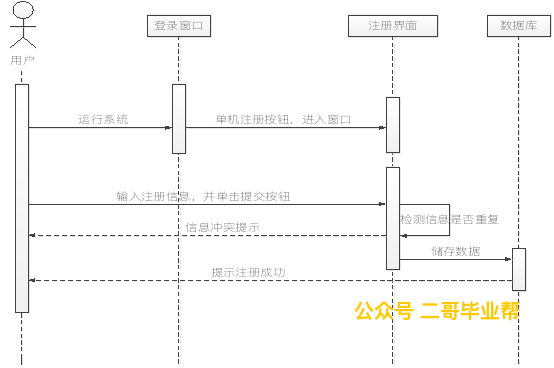 登录窗口
注册界面
数据库
用户
运行系统
单机注册按钮，进入窗口
输入注册信息，并单击提交按钮
检测信息是否重复
信息冲突提示
储存数据
提示注册成功
公众号 二哥毕业帮